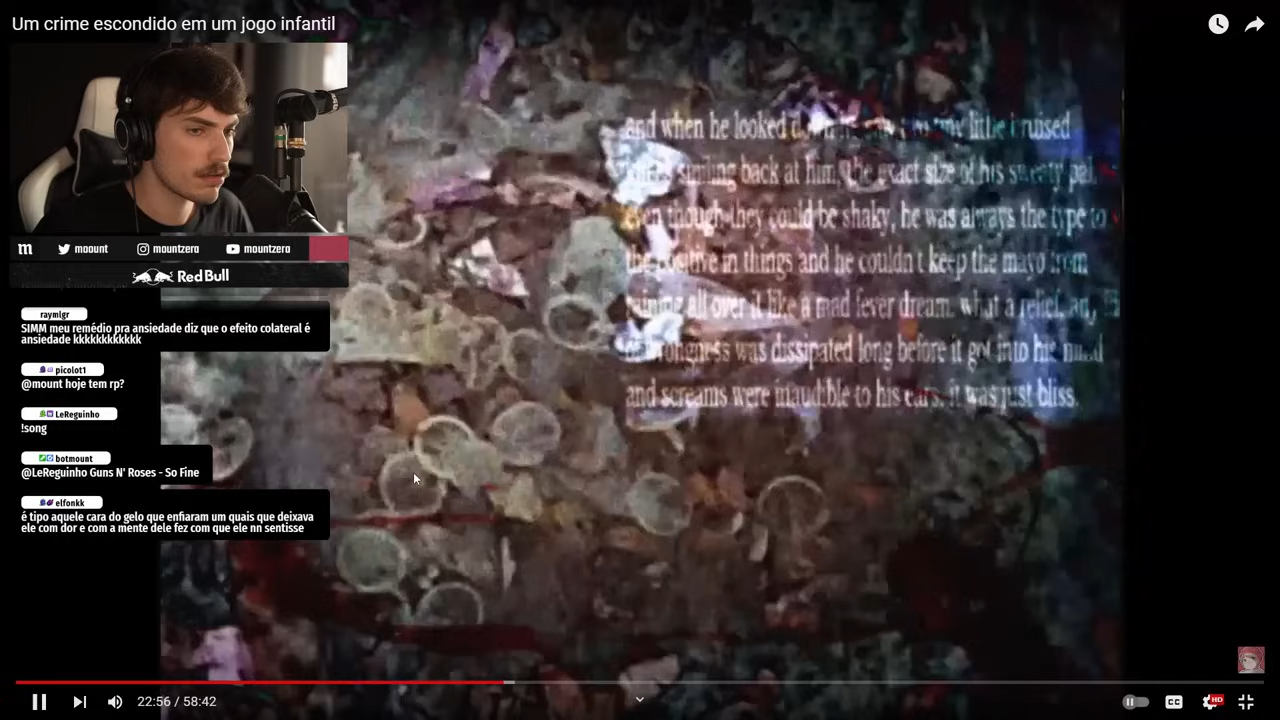 Um crime escondido em um jogo infantil
m maount mountzera mountzera
Red Bull
raymlgr
SIMM meu remédio pra ansiedade diz que o efeito colateral é
ansiedade kkkkkkkkkkkk
picolot1
@mount hoje tem rp?
LeReguinho
!song
botmount
@LeReguinho Guns N' Roses - So Fine
elfonkk
é tipo aquele cara do gelo que enfiaram um quais que deixava
ele com dor e com a mente dele fez com que ele nn sentisse
and when he looked little
smiling back at him, the exact size of his sweaty
even though they could be shaky, he was always the type to
the positive in things and he couldn't keep the mayo from
all over it like a mad fever dream. what a relief.
was dissipated long before it got into his
and screams were inaudible to his ears. it was just bliss.
22:56 / 58:42
CC
HD